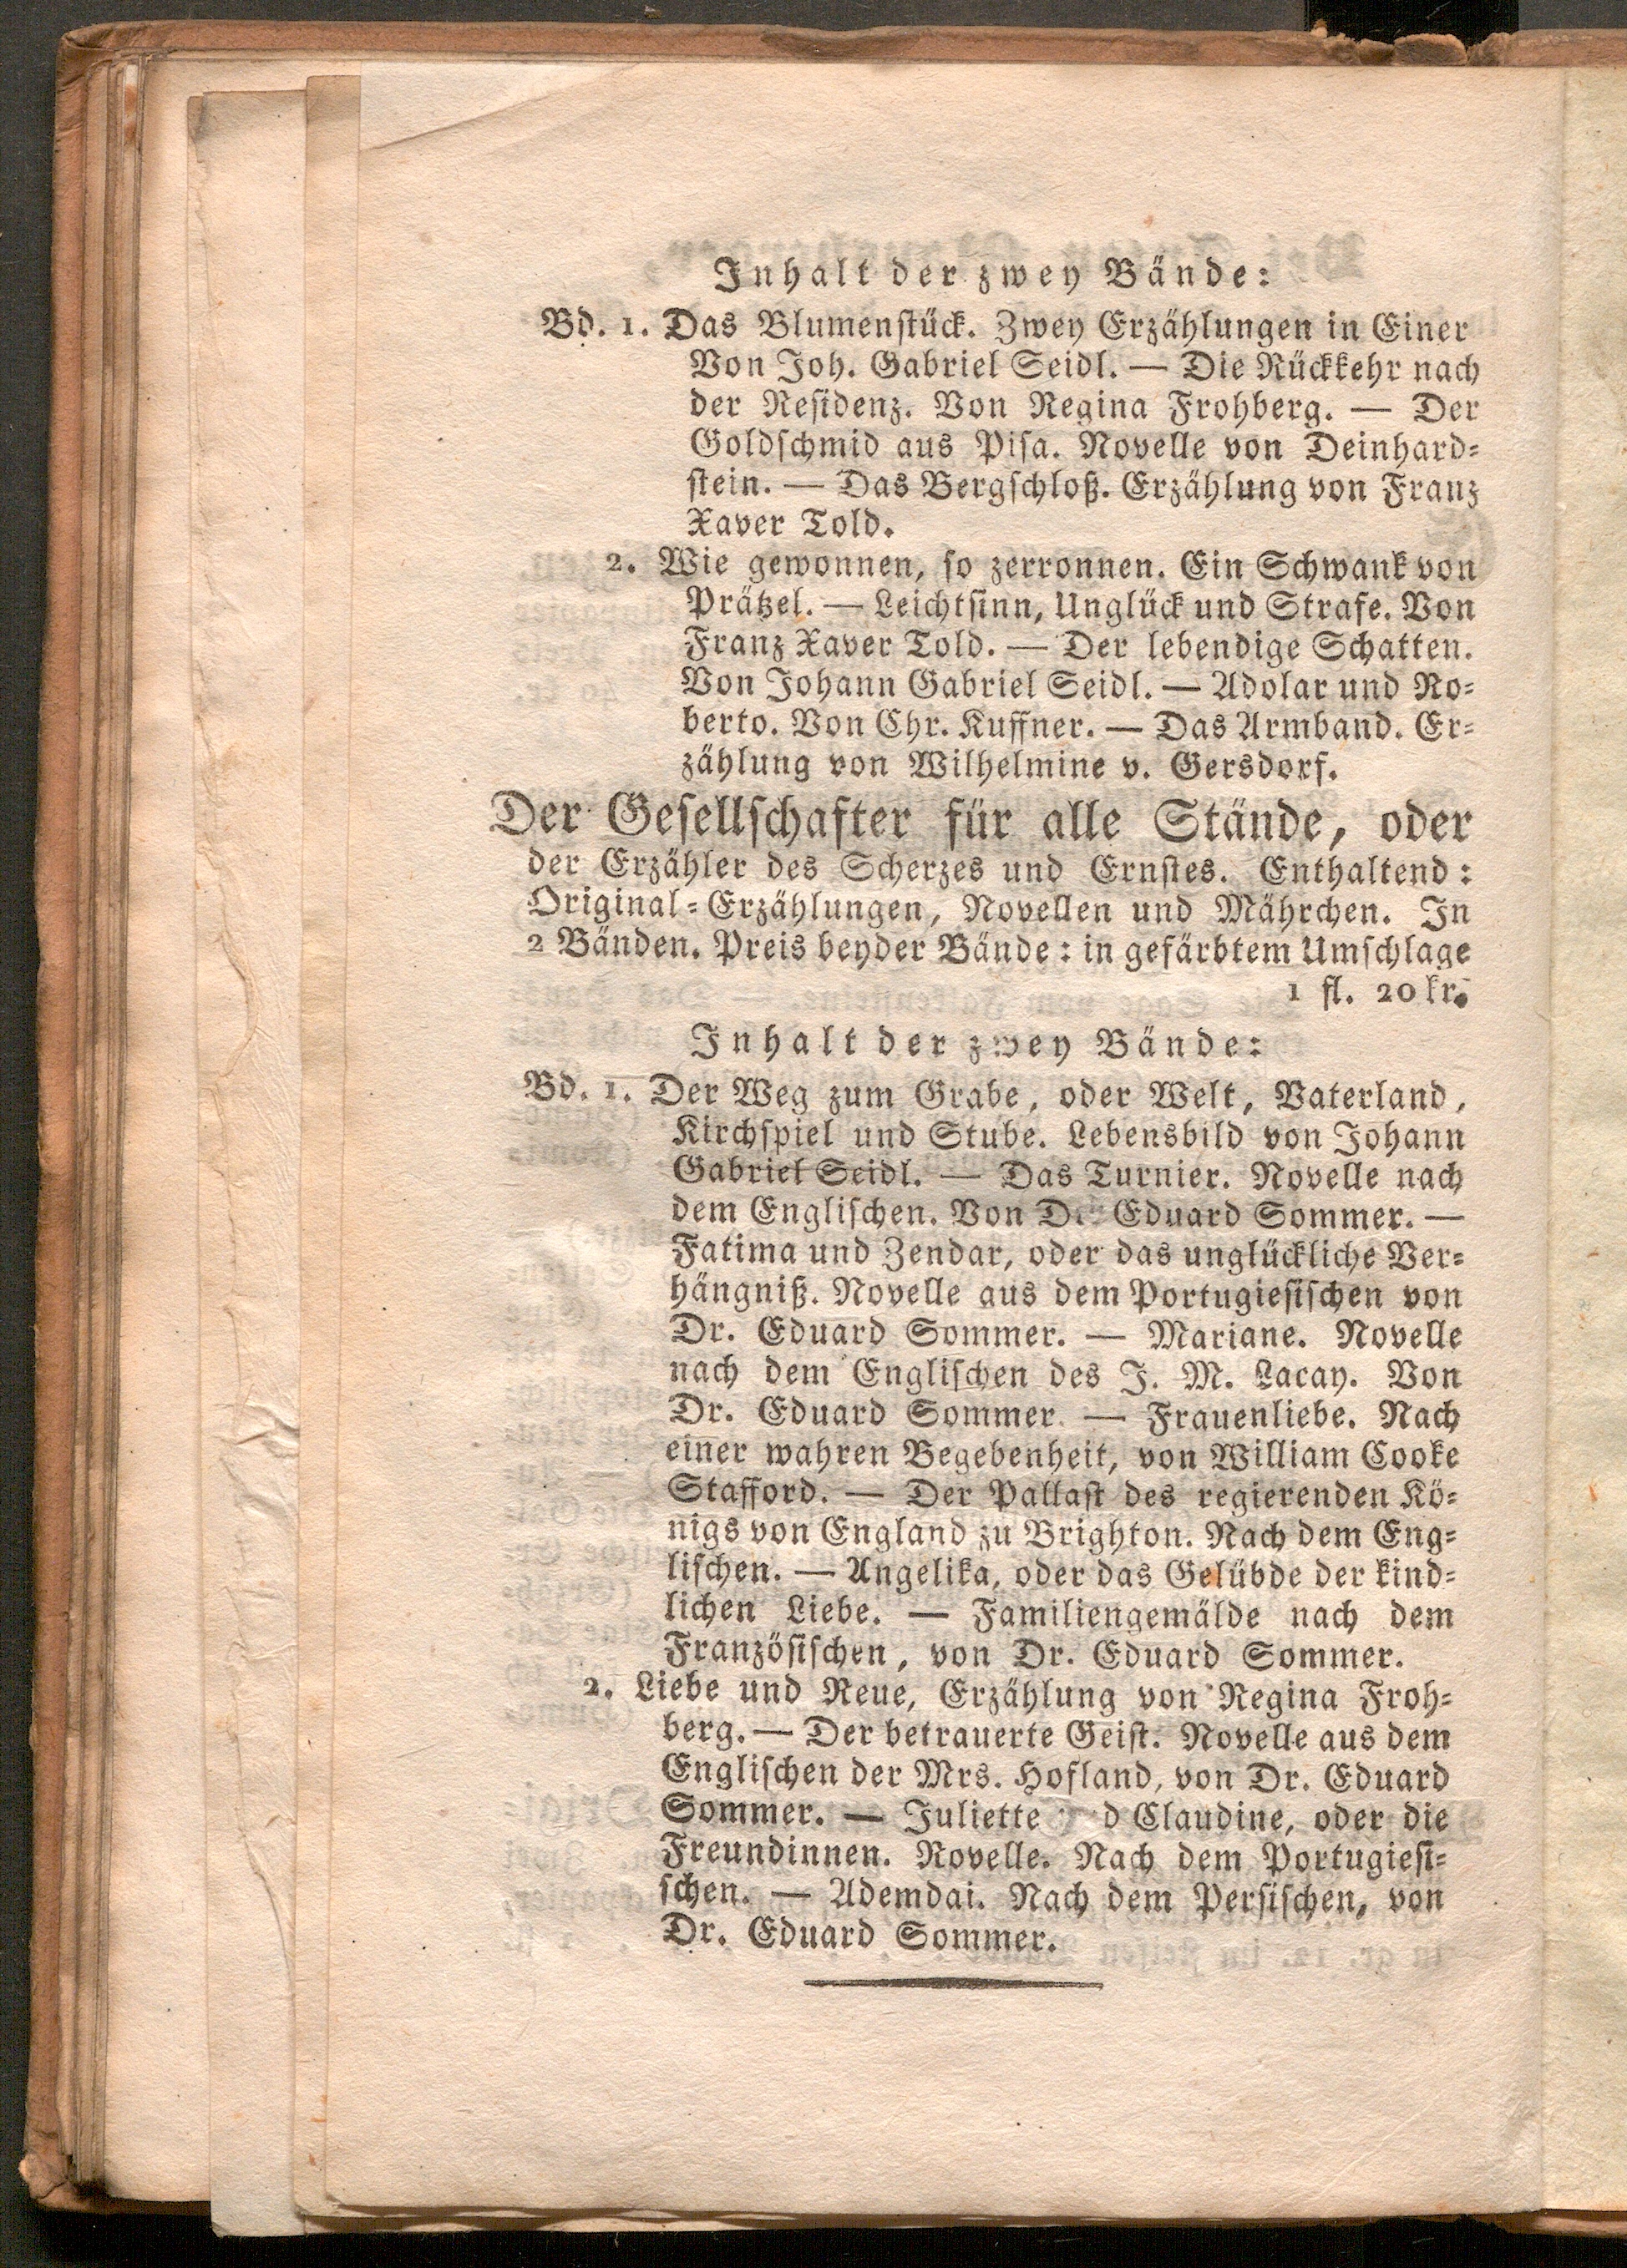 Inhalt der zwey Bände:
Bd. 1. Das Blumenstück. Zwey Erzählungen in Einer
Von Joh. Gabriel Seidl. — Die Rückkehr nach
der Residenz. Von Regina Frohberg. — Der
Goldschmid aus Pisa. Novelle von Deinhard-
stein. — Das Bergschloß. Erzählung von Franz
Xaver Told.
2. Wie gewonnen, so zerronnen. Ein Schwank von
Prätzel. — Leichtsinn, Unglück und Strafe. Von
Franz Xaver Told. — Der lebendige Schatten.
Von Johann Gabriel Seidl. — Adolar und Ro-
berto. Von Chr. Kuffner. — Das Armband. Er-
zählung von Wilhelmine v. Gersdorf.
Der Gesellschafter für alle Stände, oder
der Erzähler des Scherzes und Ernstes. Enthaltend:
Original-Erzählungen, Novellen und Mährchen. In
2 Bänden. Preis beyder Bände: in gefärbtem Umschlage
1 fl. 20 kr.
Inhalt der zwey Bände:
Bd. 1. Der Weg zum Grabe, oder Welt, Vaterland,
Kirchspiel und Stube. Lebensbild von Johann
Gabriel Seidl. — Das Turnier. Novelle nach
dem Englischen. Von Dr. Eduard Sommer. —
Fatima und Zendar, oder das unglückliche Ver-
hängniß. Novelle aus dem Portugiesischen von
Dr. Eduard Sommer. — Mariane. Novelle
nach dem Englischen des J. M. Lacay. Von
Dr. Eduard Sommer. — Frauenliebe. Nach
einer wahren Begebenheit, von William Cooke
Stafford. — Der Pallast des regierenden Kö-
nigs von England zu Brighton. Nach dem Eng-
lischen. — Angelika, oder das Gelübde der kind-
lichen Liebe. — Familiengemälde nach dem
Französischen, von Dr. Eduard Sommer.
2. Liebe und Reue, Erzählung von Regina Froh-
berg. — Der betrauerte Geist. Novelle aus dem
Englischen der Mrs. Hofland, von Dr. Eduard
Sommer. — Juliette d Claudine, oder die
Freundinnen. Novelle. Nach dem Portugiesi-
schen. — Ademdai. Nach dem Persischen, von
Dr. Eduard Sommer.